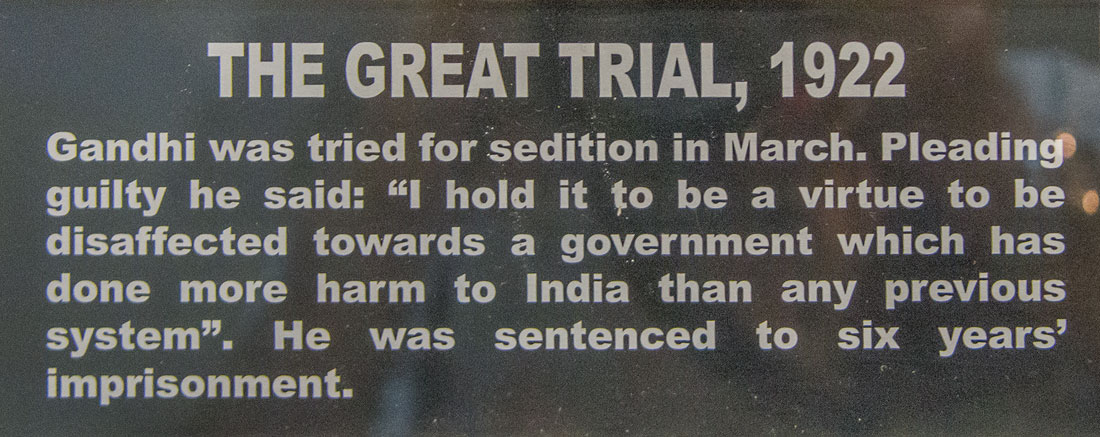 THE GREAT TRIAL, 1922
Gandhi was tried for sedition in March. Pleading
guilty he said: “I hold it to be a virtue to be
disaffected towards a government which has
done more harm to India than any previous
system”. He was sentenced to six years’
imprisonment.